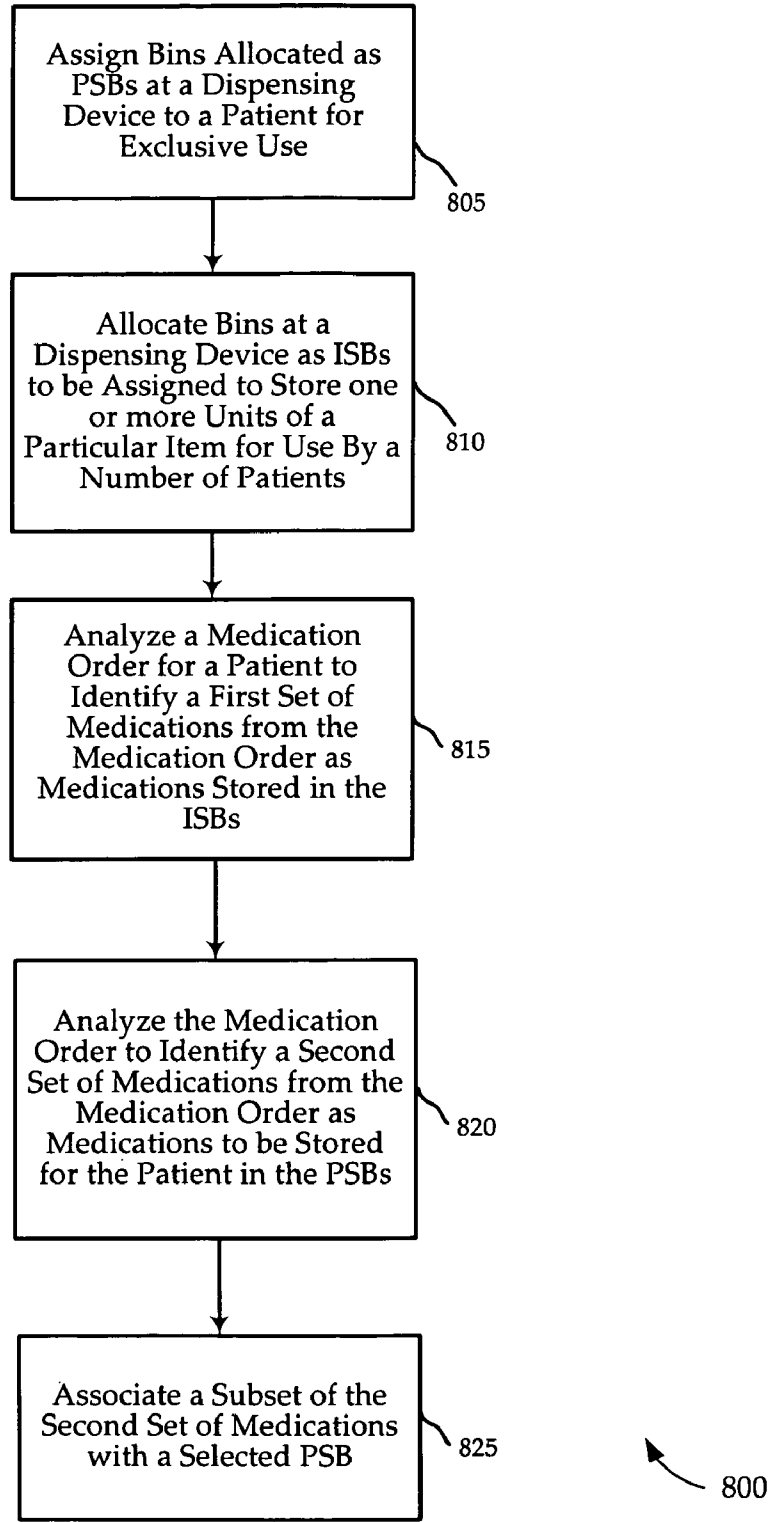 Assign Bins Allocated as
PSBs at a Dispensing
Device to a Patient for
Exclusive Use
805
Allocate Bins at a
Dispensing Device as ISBs
to be Assigned to Store one
or more Units of a
Particular Item for Use By a
Number of Patients
810
Analyze a Medication
Order for a Patient to
Identify a First Set of
Medications from the
Medication Order as
Medications Stored in the
ISBs
815
Analyze the Medication
Order to Identify a Second
Set of Medications from the
Medication Order as
Medications to be Stored
for the Patient in the PSBs
820
Associate a Subset of the
Second Set of Medications
with a Selected PSB
825
800